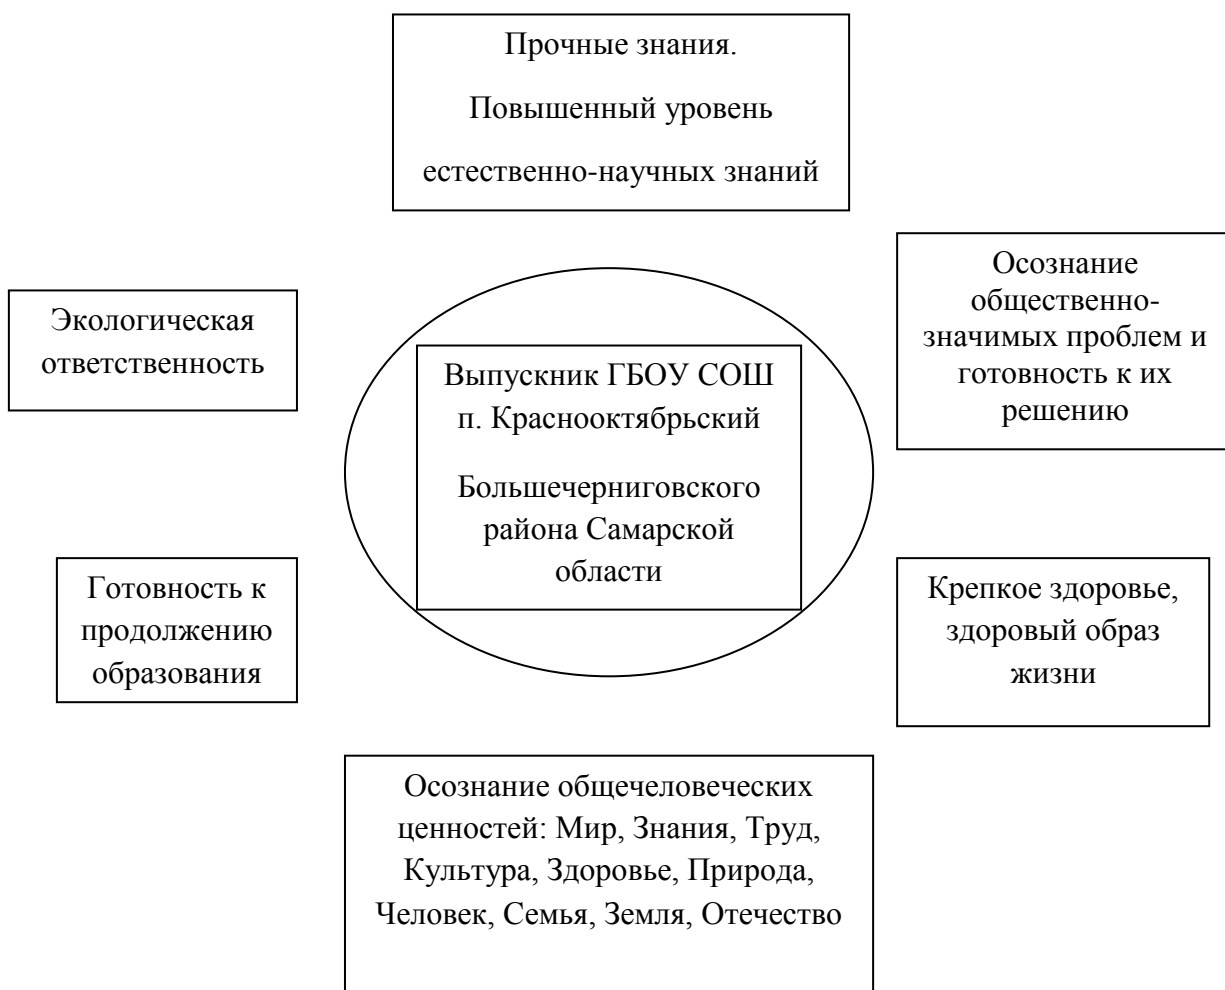 Прочные знания.
Повышенный уровень
естественно-научных знаний
Осознание
общественно-
значимых проблем и
готовность к их
решению
Экологическая
ответственность
Выпускник ГБОУ СОШ
п. Краснооктябрьский
Большечерниговского
района Самарской
области
Готовность к
продолжению
образования
Крепкое здоровье,
здоровый образ
жизни
Осознание общечеловеческих
ценностей: Мир, Знания, Труд,
Культура, Здоровье, Природа,
Человек, Семья, Земля, Отечество